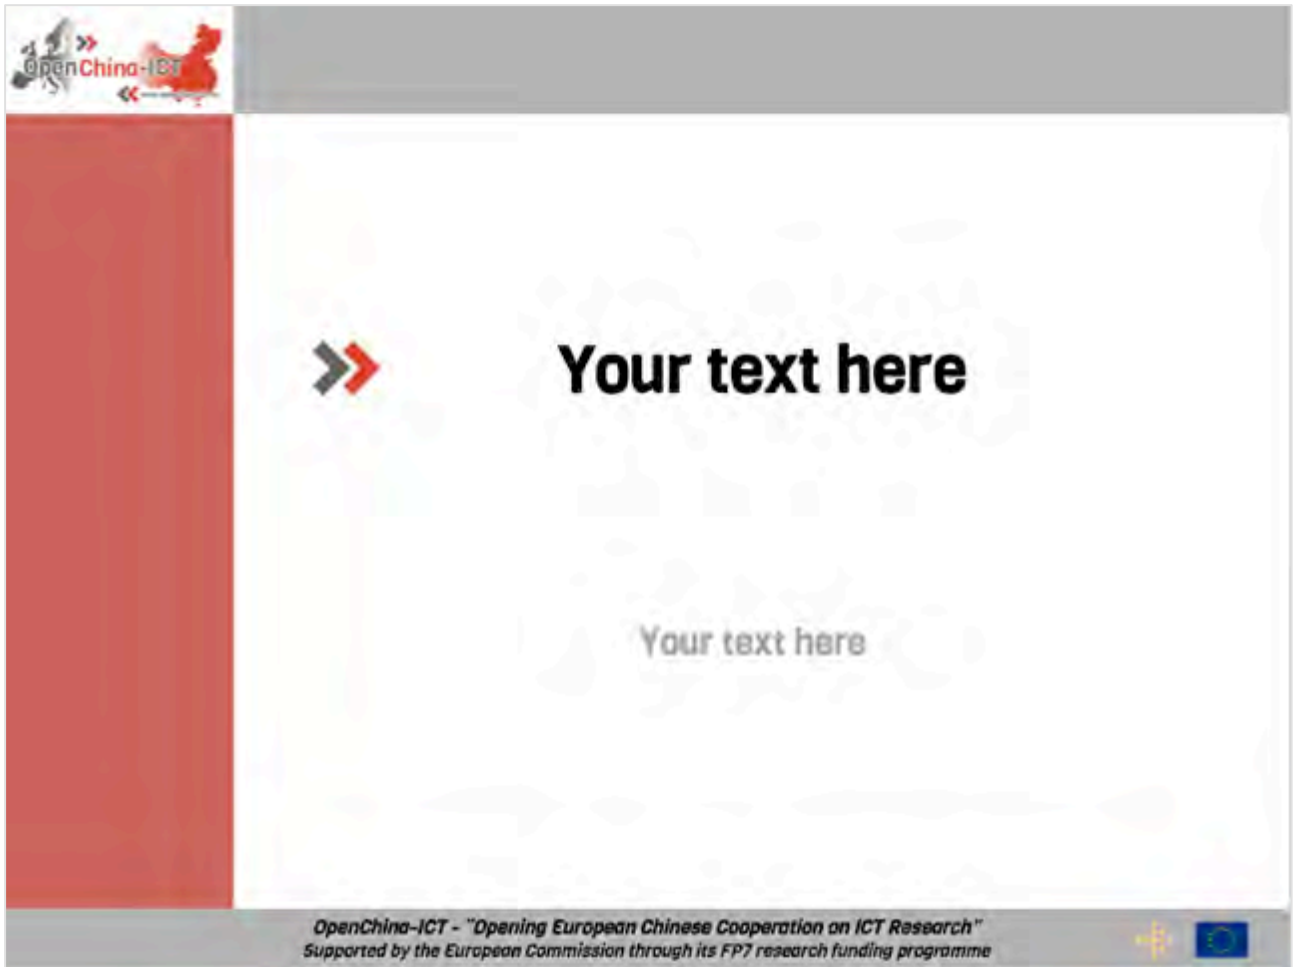 OpenChina-ICT
Your text here
Your text here
OpenChina-ICT - "Opening European Chinese Cooperation on ICT Research"
Supported by the European Commission through its FP7 research funding programme